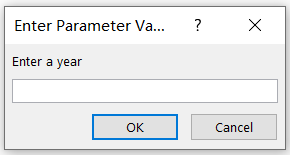 Enter Parameter Va... ?
Enter a year
OK Cancel